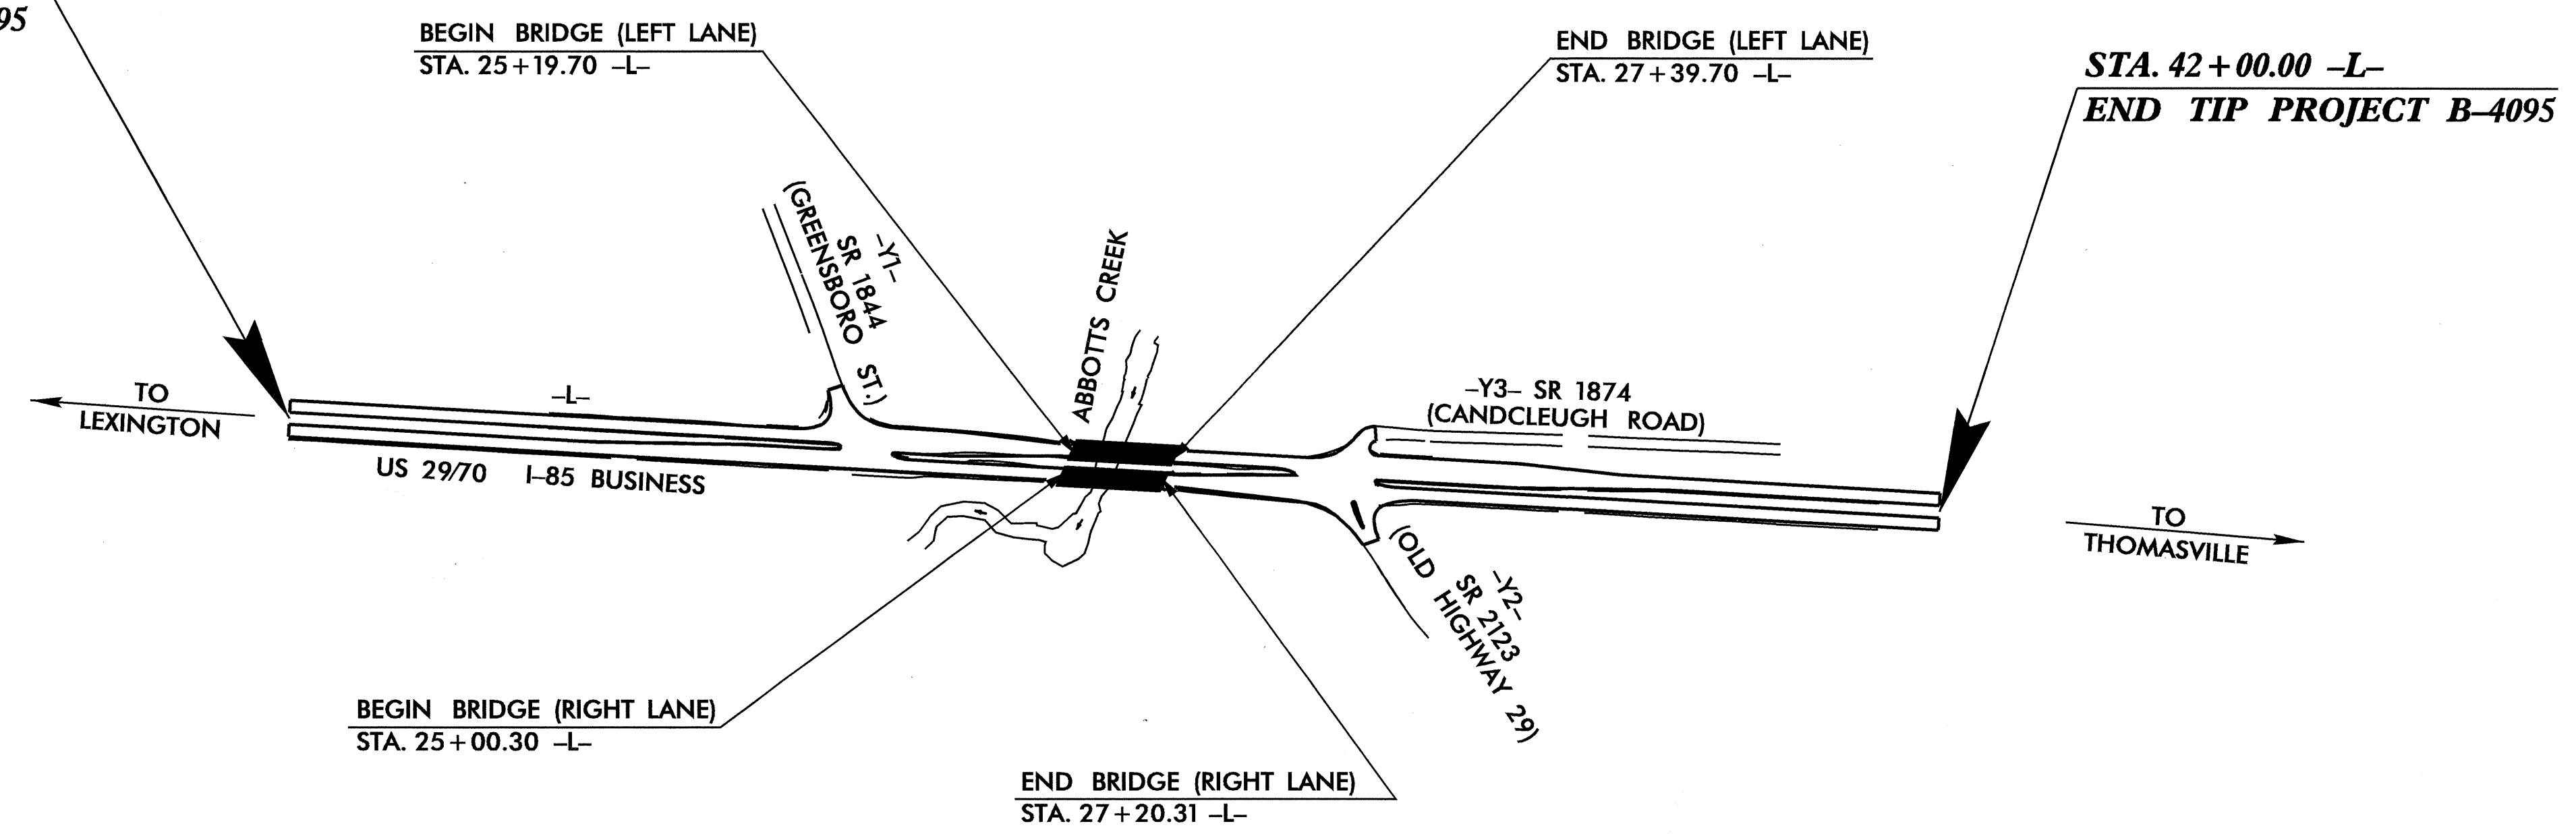 95
BEGIN BRIDGE (LEFT LANE)
STA. 25+19.70 –L–
END BRIDGE (LEFT LANE)
STA. 27+39.70 –L–
STA. 42+00.00 –L–
END TIP PROJECT B–4095
–Y1–
SR 1844
(GREENSBORO ST.)
ABBOTTS CREEK
TO
LEXINGTON
–L–
US 29/70 I–85 BUSINESS
–Y3– SR 1874
(CANDCLEUGH ROAD)
TO
THOMASVILLE
–Y2–
SR 2123
(OLD HIGHWAY 29)
BEGIN BRIDGE (RIGHT LANE)
STA. 25+00.30 –L–
END BRIDGE (RIGHT LANE)
STA. 27+20.31 –L–